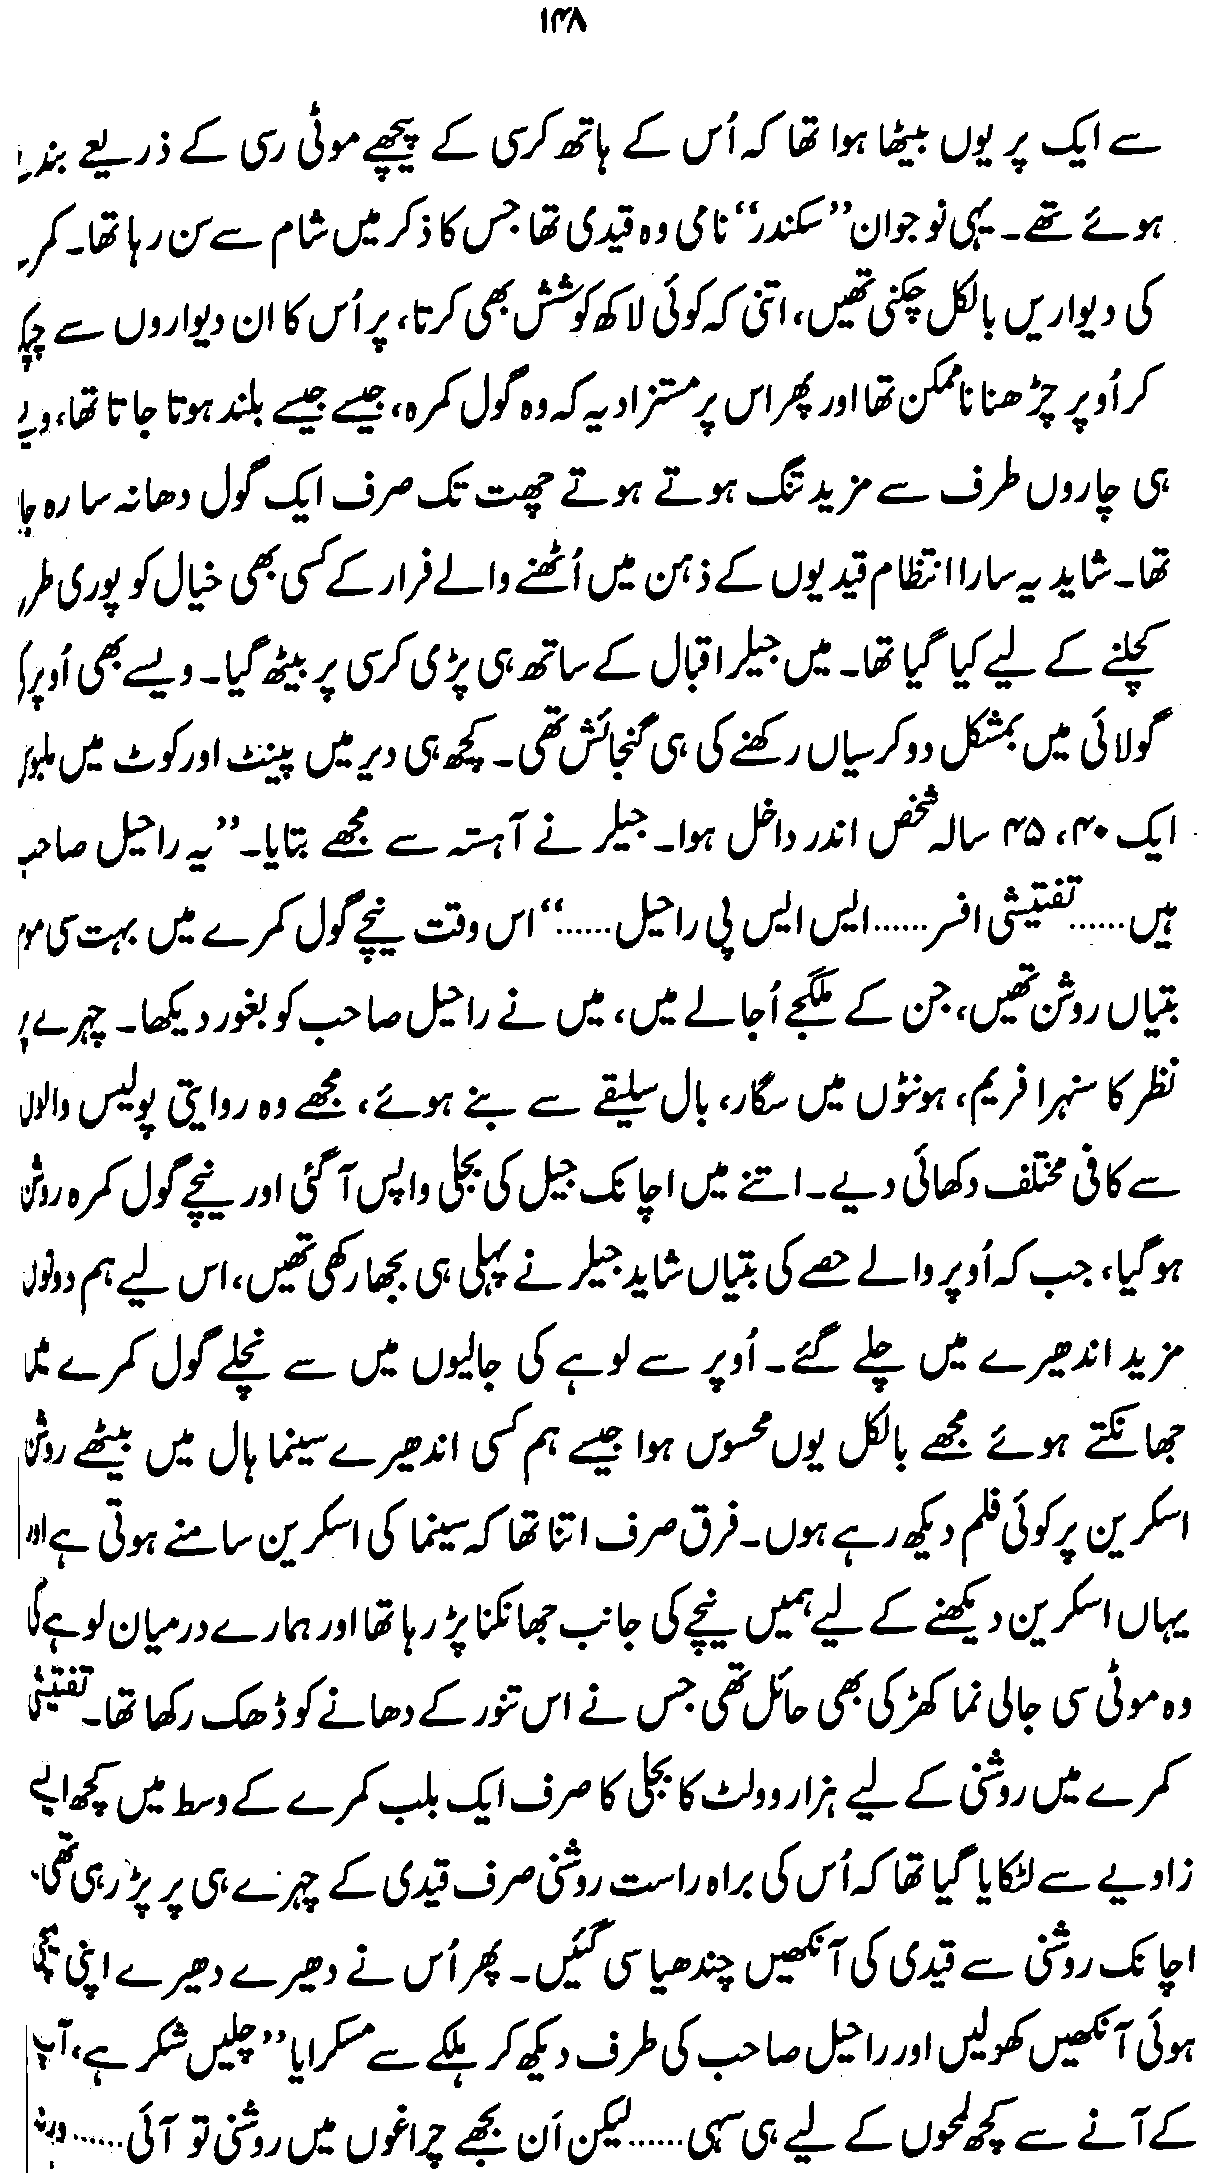 ۱۴۸
سے ایک پر یوں بیٹھا ہوا تھا کہ اُس کے ہاتھ کرسی کے پیچھے موٹی رسی کے ذریعے
ہوئے تھے۔ یہی نوجوان ”سکندر“ نامی وہ قیدی تھا جس کا ذکر میں شام سے سن رہا تھا۔
کی دیواریں بالکل چکنی تھیں، اتنی کہ کوئی لاکھ کوشش بھی کرتا، پر اُس کا ان دیواروں سے
کر اُوپر چڑھنا ناممکن تھا اور پھر اس پر مستزاد یہ کہ وہ گول کمرہ، جیسے جیسے بلند ہوتا جاتا تھا،
ہی چاروں طرف سے مزید تنگ ہوتے ہوتے چھت تک صرف ایک گول دھانہ سا رہ جا
تھا۔ شاید یہ سارا انتظام قیدیوں کے ذہن میں اُٹھنے والے فرار کے کسی بھی خیال کو پوری
کچلنے کے لیے کیا گیا تھا۔ میں جیلر اقبال کے ساتھ ہی پڑی کرسی پر بیٹھ گیا۔ ویسے بھی اُوپر
گولائی میں بمشکل دو کرسیاں رکھنے کی ہی گنجائش تھی۔ کچھ ہی دیر میں پینٹ اور کوٹ میں ملبوس
ایک ۴۰، ۴۵ سالہ شخص اندر داخل ہوا۔ جیلر نے آہستہ سے مجھے بتایا۔ ”یہ راحیل صاحب
ہیں...... تفتیشی افسر...... ایس ایس پی راحیل......“ اس وقت نیچے گول کمرے میں بہت سی موم
بتیاں روشن تھیں، جن کے ملگجے اُجالے میں، میں نے راحیل صاحب کو بغور دیکھا۔ چہرے
نظر کا سنہرا فریم، ہونٹوں میں سگار، بال سلیقے سے بنے ہوئے، مجھے وہ روایتی پولیس والوں
سے کافی مختلف دکھائی دیے۔ اتنے میں اچانک جیل کی بجلی واپس آ گئی اور نیچے گول کمرہ روشن
ہو گیا، جب کہ اُوپر والے حصے کی بتیاں شاید جیلر نے پہلی ہی بجھا رکھی تھیں، اس لیے ہم دونوں
مزید اندھیرے میں چلے گئے۔ اُوپر سے لوہے کی جالیوں میں سے نچلے گول کمرے میں
جھانکتے ہوئے مجھے بالکل یوں محسوس ہوا جیسے ہم کسی اندھیرے سینما ہال میں بیٹھے روشن
اسکرین پر کوئی فلم دیکھ رہے ہوں۔ فرق صرف اتنا تھا کہ سینما کی اسکرین سامنے ہوتی ہے اور
یہاں اسکرین دیکھنے کے لیے ہمیں نیچے کی جانب جھانکنا پڑ رہا تھا اور ہمارے درمیان لوہے کی
وہ موٹی سی جالی نما کھڑکی بھی حائل تھی جس نے اس تنور کے دھانے کو ڈھک رکھا تھا۔ تفتیشی
کمرے میں روشنی کے لیے ہزار وولٹ کا بجلی کا صرف ایک بلب کمرے کے وسط میں کچھ ایسے
زاویے سے لٹکایا گیا تھا کہ اُس کی براہ راست روشنی صرف قیدی کے چہرے ہی پر پڑ رہی تھی۔
اچانک روشنی سے قیدی کی آنکھیں چندھیا سی گئیں۔ پھر اُس نے دھیرے دھیرے اپنی
ہوئی آنکھیں کھولیں اور راحیل صاحب کی طرف دیکھ کر ہلکے سے مسکرایا ”چلیں شکر ہے، آپ
کے آنے سے کچھ لمحوں کے لیے ہی سہی...... لیکن اَن بجھے چراغوں میں روشنی تو آئی...... ورنہ